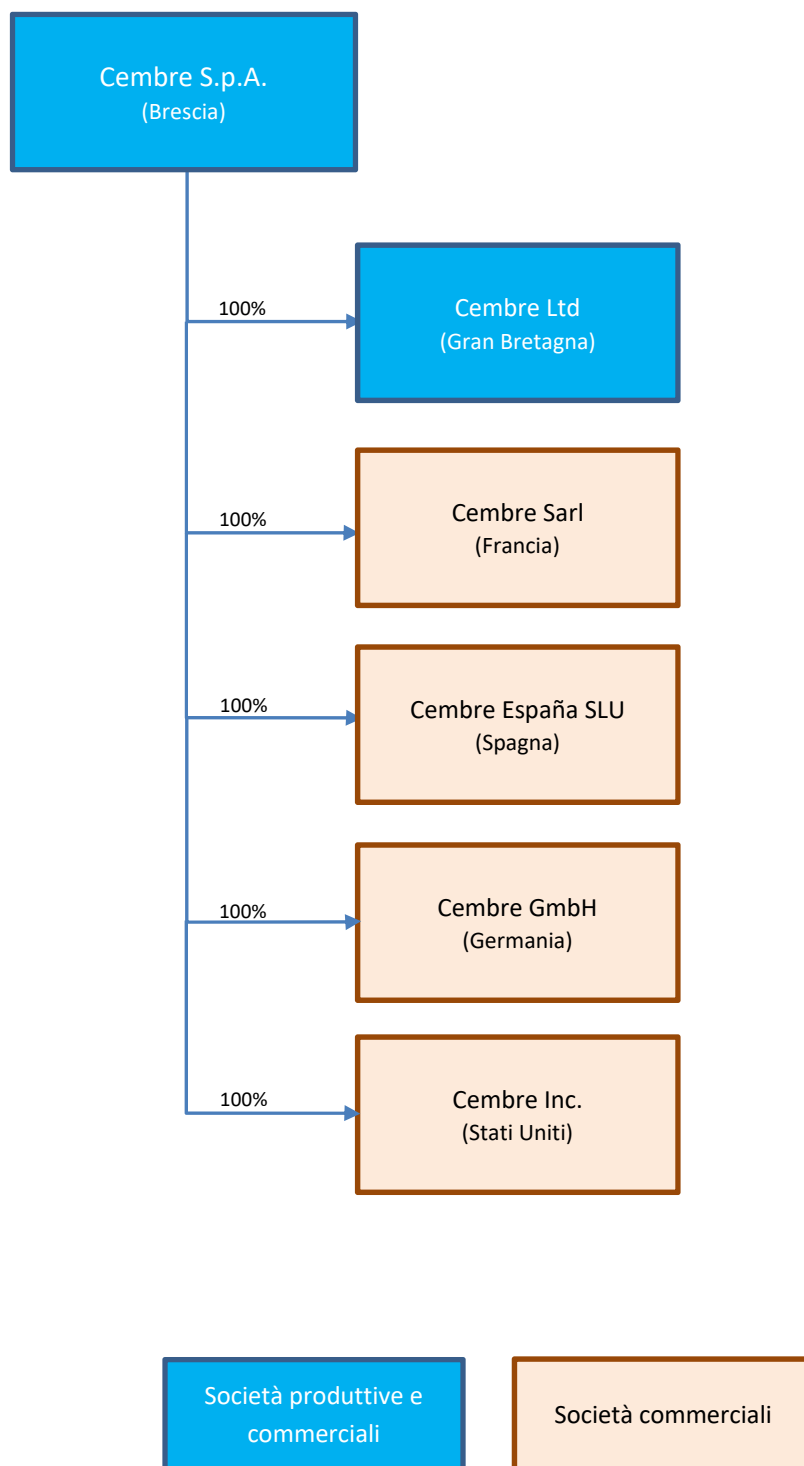 Cembre S.p.A.
(Brescia)
100%
Cembre Ltd
(Gran Bretagna)
100%
Cembre Sarl
(Francia)
100%
Cembre España SLU
(Spagna)
100%
Cembre GmbH
(Germania)
100%
Cembre Inc.
(Stati Uniti)
Società produttive e
commerciali
Società commerciali